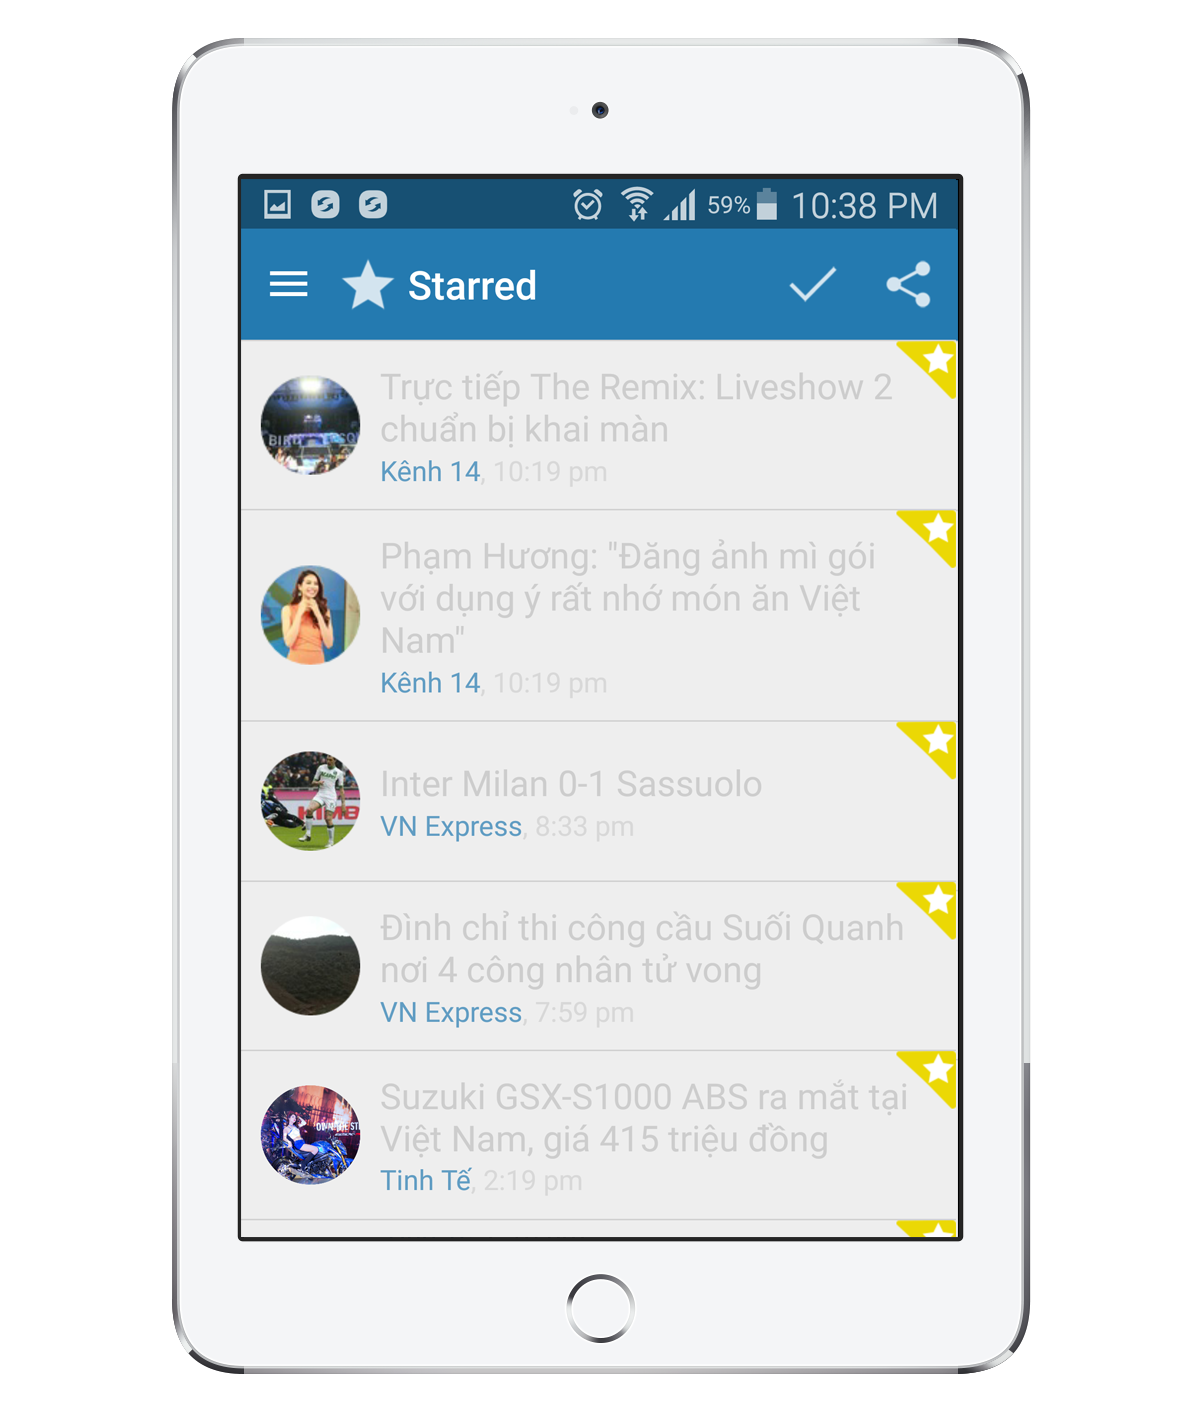 59% 10:38 PM
Starred
Trực tiếp The Remix: Liveshow 2
chuẩn bị khai màn
Kênh 14, 10:19 pm
Phạm Hương: "Đăng ảnh mì gói
với dụng ý rất nhớ món ăn Việt
Nam"
Kênh 14, 10:19 pm
Inter Milan 0-1 Sassuolo
VN Express, 8:33 pm
Đình chỉ thi công cầu Suối Quanh
nơi 4 công nhân tử vong
VN Express, 7:59 pm
Suzuki GSX-S1000 ABS ra mắt tại
Việt Nam, giá 415 triệu đồng
Tinh Tế, 2:19 pm